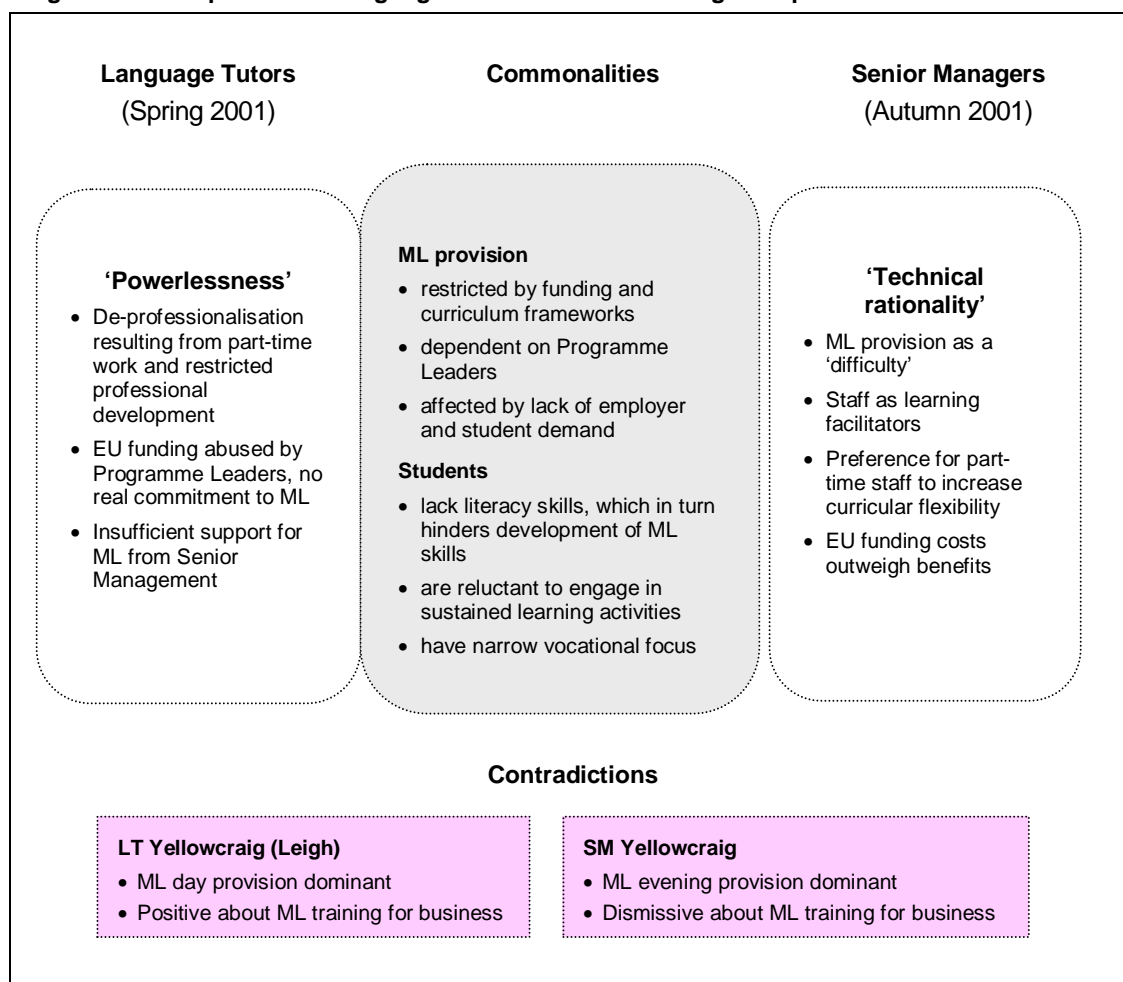 Language Tutors
(Spring 2001)
Commonalities
Senior Managers
(Autumn 2001)
‘Powerlessness’
• De-professionalisation
resulting from part-time
work and restricted
professional
development
• EU funding abused by
Programme Leaders, no
real commitment to ML
• Insufficient support for
ML from Senior
Management
ML provision
• restricted by funding and
curriculum frameworks
• dependent on Programme
Leaders
• affected by lack of employer
and student demand
Students
• lack literacy skills, which in turn
hinders development of ML
skills
• are reluctant to engage in
sustained learning activities
• have narrow vocational focus
‘Technical
rationality’
• ML provision as a
‘difficulty’
• Staff as learning
facilitators
• Preference for part-
time staff to increase
curricular flexibility
• EU funding costs
outweigh benefits
Contradictions
LT Yellowcraig (Leigh)
• ML day provision dominant
• Positive about ML training for business
SM Yellowcraig
• ML evening provision dominant
• Dismissive about ML training for business